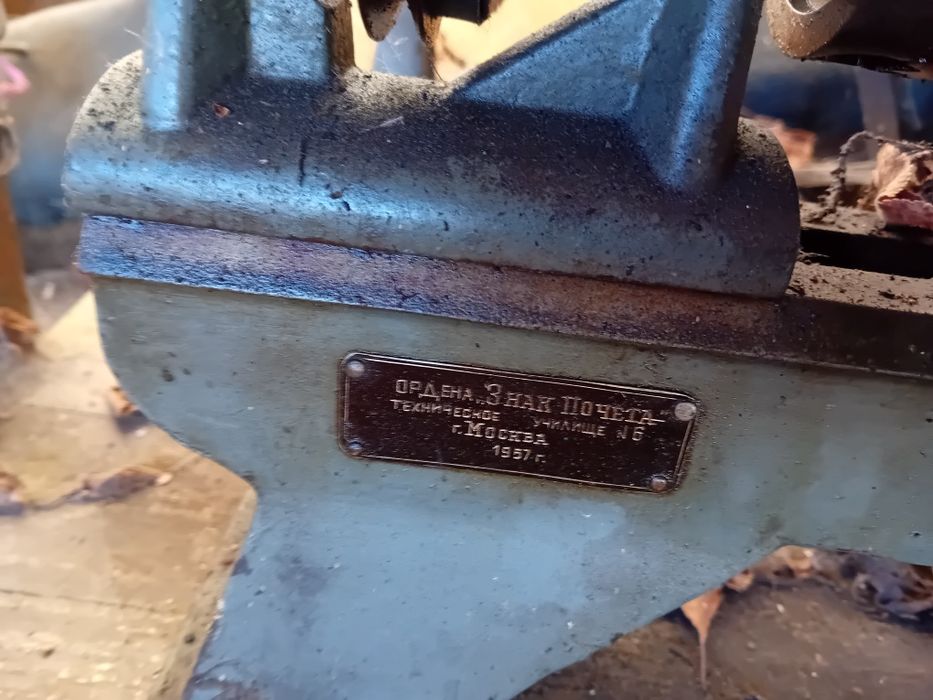 ОРДЕНА „ЗНАК ПОЧЕТА“
ТЕХНИЧЕСКОЕ УЧИЛИЩЕ №6
г. МОСКВА
1957 г.